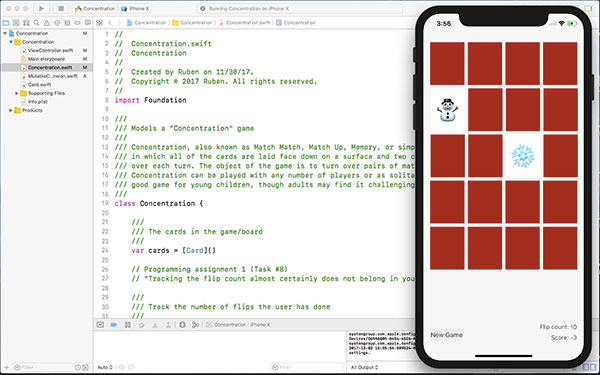 Concentration
iPhone X
Running Concentration on iPhone X
Concentration
Concentration
Concentration.swift
Concentration
Concentration M
Concentration
ViewController.swift M
Main.storyboard
Concentration.swift M
MutableC...nsion.swift A
Card.swift
Supporting Files
Info.plist
Products
1 //
2 // Concentration.swift
3 // Concentration
4 //
5 // Created by Ruben on 11/30/17.
6 // Copyright © 2017 Ruben. All rights reserved.
7 //
8 import Foundation
9
10 ///
11 /// Models a "Concentration" game
12 ///
13 /// Concentration, also known as Match Match, Match Up, Memory, or simp
14 /// in which all of the cards are laid face down on a surface and two c
15 /// over each turn. The object of the game is to turn over pairs of mat
16 /// Concentration can be played with any number of players or as solita
17 /// good game for young children, though adults may find it challenging
18 ///
19 class Concentration {
20
21 ///
22 /// The cards in the game/board
23 ///
24 var cards = [Card]()
25
26 // Programming assignment 1 (Task #8)
27 // "Tracking the flip count almost certainly does not belong in you
28
29 ///
30 /// Track the number of flips the user has done
31 ///
Concentration
iPhone X
systemgroup.com.apple.config
settings.
Filter
Auto
Filter
All Output
3:56
Flip count: 10
New Game
Score: -3